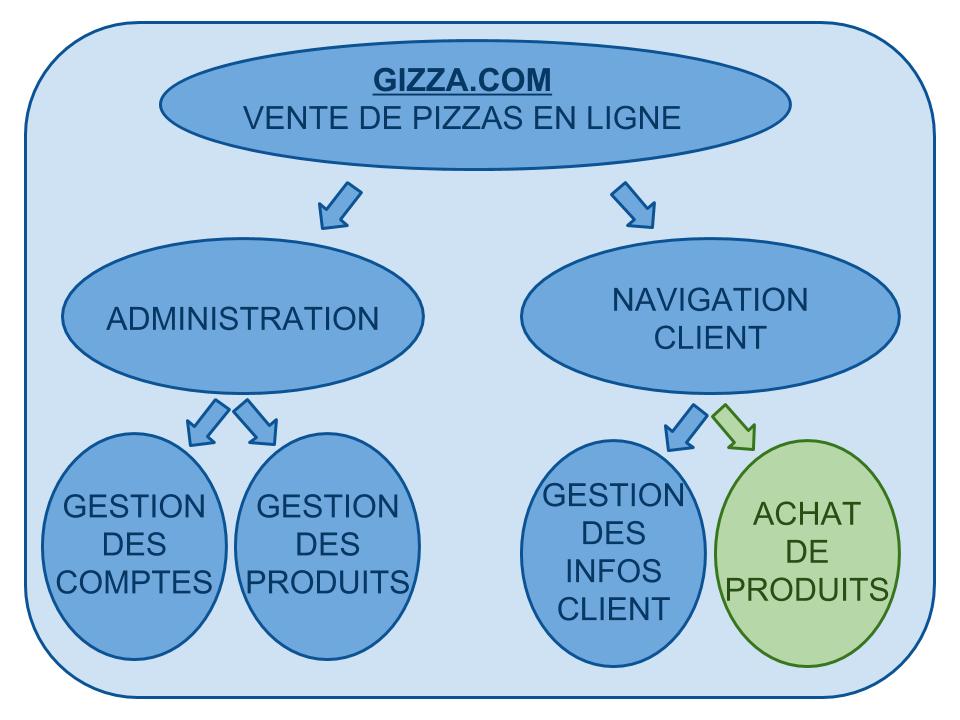 GIZZA.COM
VENTE DE PIZZAS EN LIGNE
ADMINISTRATION
NAVIGATION
CLIENT
GESTION
DES
COMPTES
GESTION
DES
PRODUITS
GESTION
DES
INFOS
CLIENT
ACHAT
DE
PRODUITS